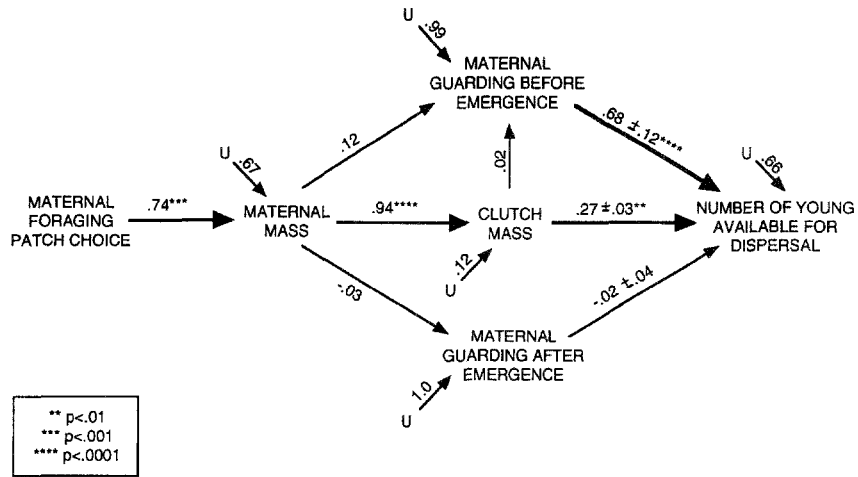 U
.99
MATERNAL
GUARDING BEFORE
EMERGENCE
.68 ±.12****
.12
U
.67
.02
U
.66
MATERNAL
FORAGING
PATCH CHOICE
.74***
MATERNAL
MASS
.94****
CLUTCH
MASS
.27±.03**
NUMBER OF YOUNG
AVAILABLE FOR
DISPERSAL
U
.12
-.03
-.02 ±.04
MATERNAL
GUARDING AFTER
EMERGENCE
U
1.0
** p<.01
*** p<.001
**** p<.0001